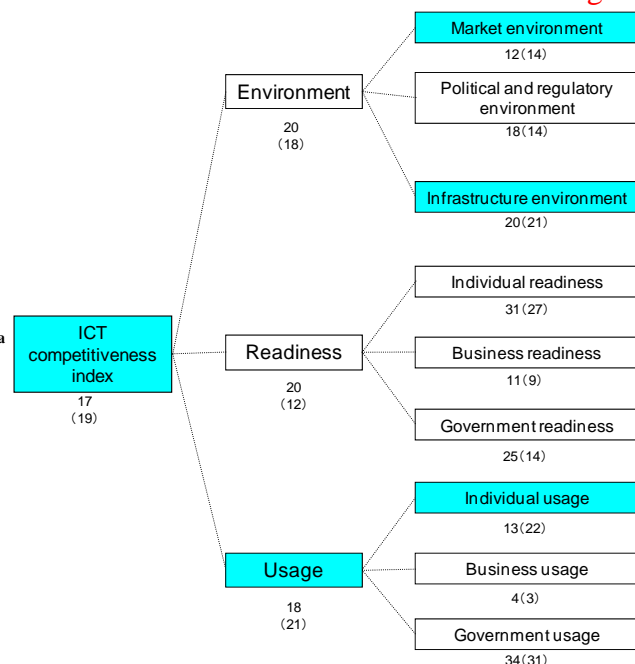 Market environment
12(14)
Environment
20
(18)
Political and regulatory
environment
18(14)
Infrastructure environment
20(21)
ICT
competitiveness
index
17
(19)
Readiness
20
(12)
Individual readiness
31(27)
Business readiness
11(9)
Government readiness
25(14)
Usage
18
(21)
Individual usage
13(22)
Business usage
4(3)
Government usage
34(31)